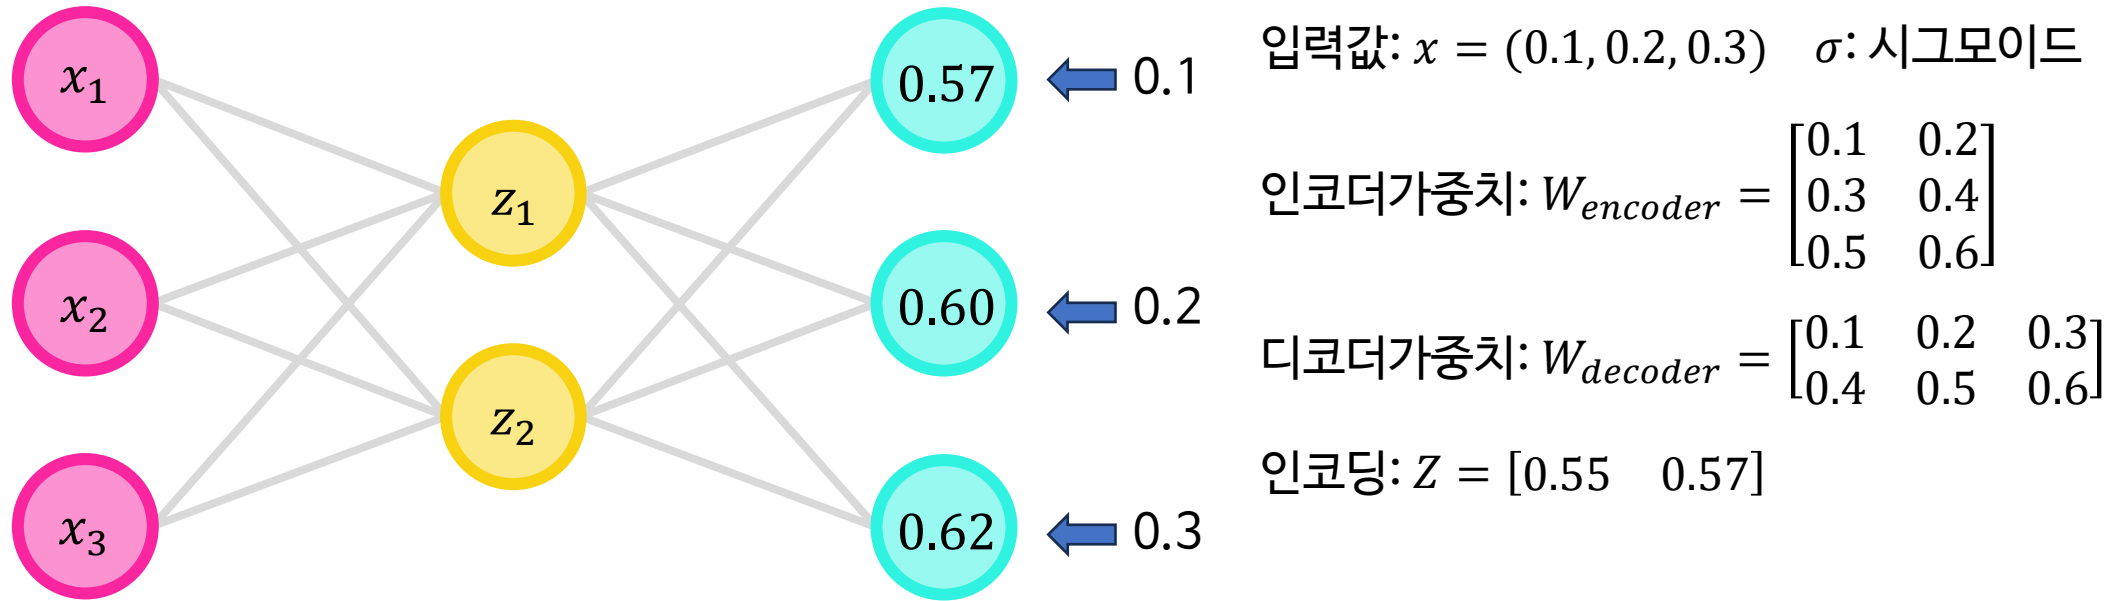 x₁
x₂
x₃
z₁
z₂
0.57
0.60
0.62
0.1
0.2
0.3
입력값: x = (0.1, 0.2, 0.3) σ: 시그모이드
인코더가중치: W_encoder = [0.1 0.2
0.3 0.4
0.5 0.6]
디코더가중치: W_decoder = [0.1 0.2 0.3
0.4 0.5 0.6]
인코딩: Z = [0.55 0.57]